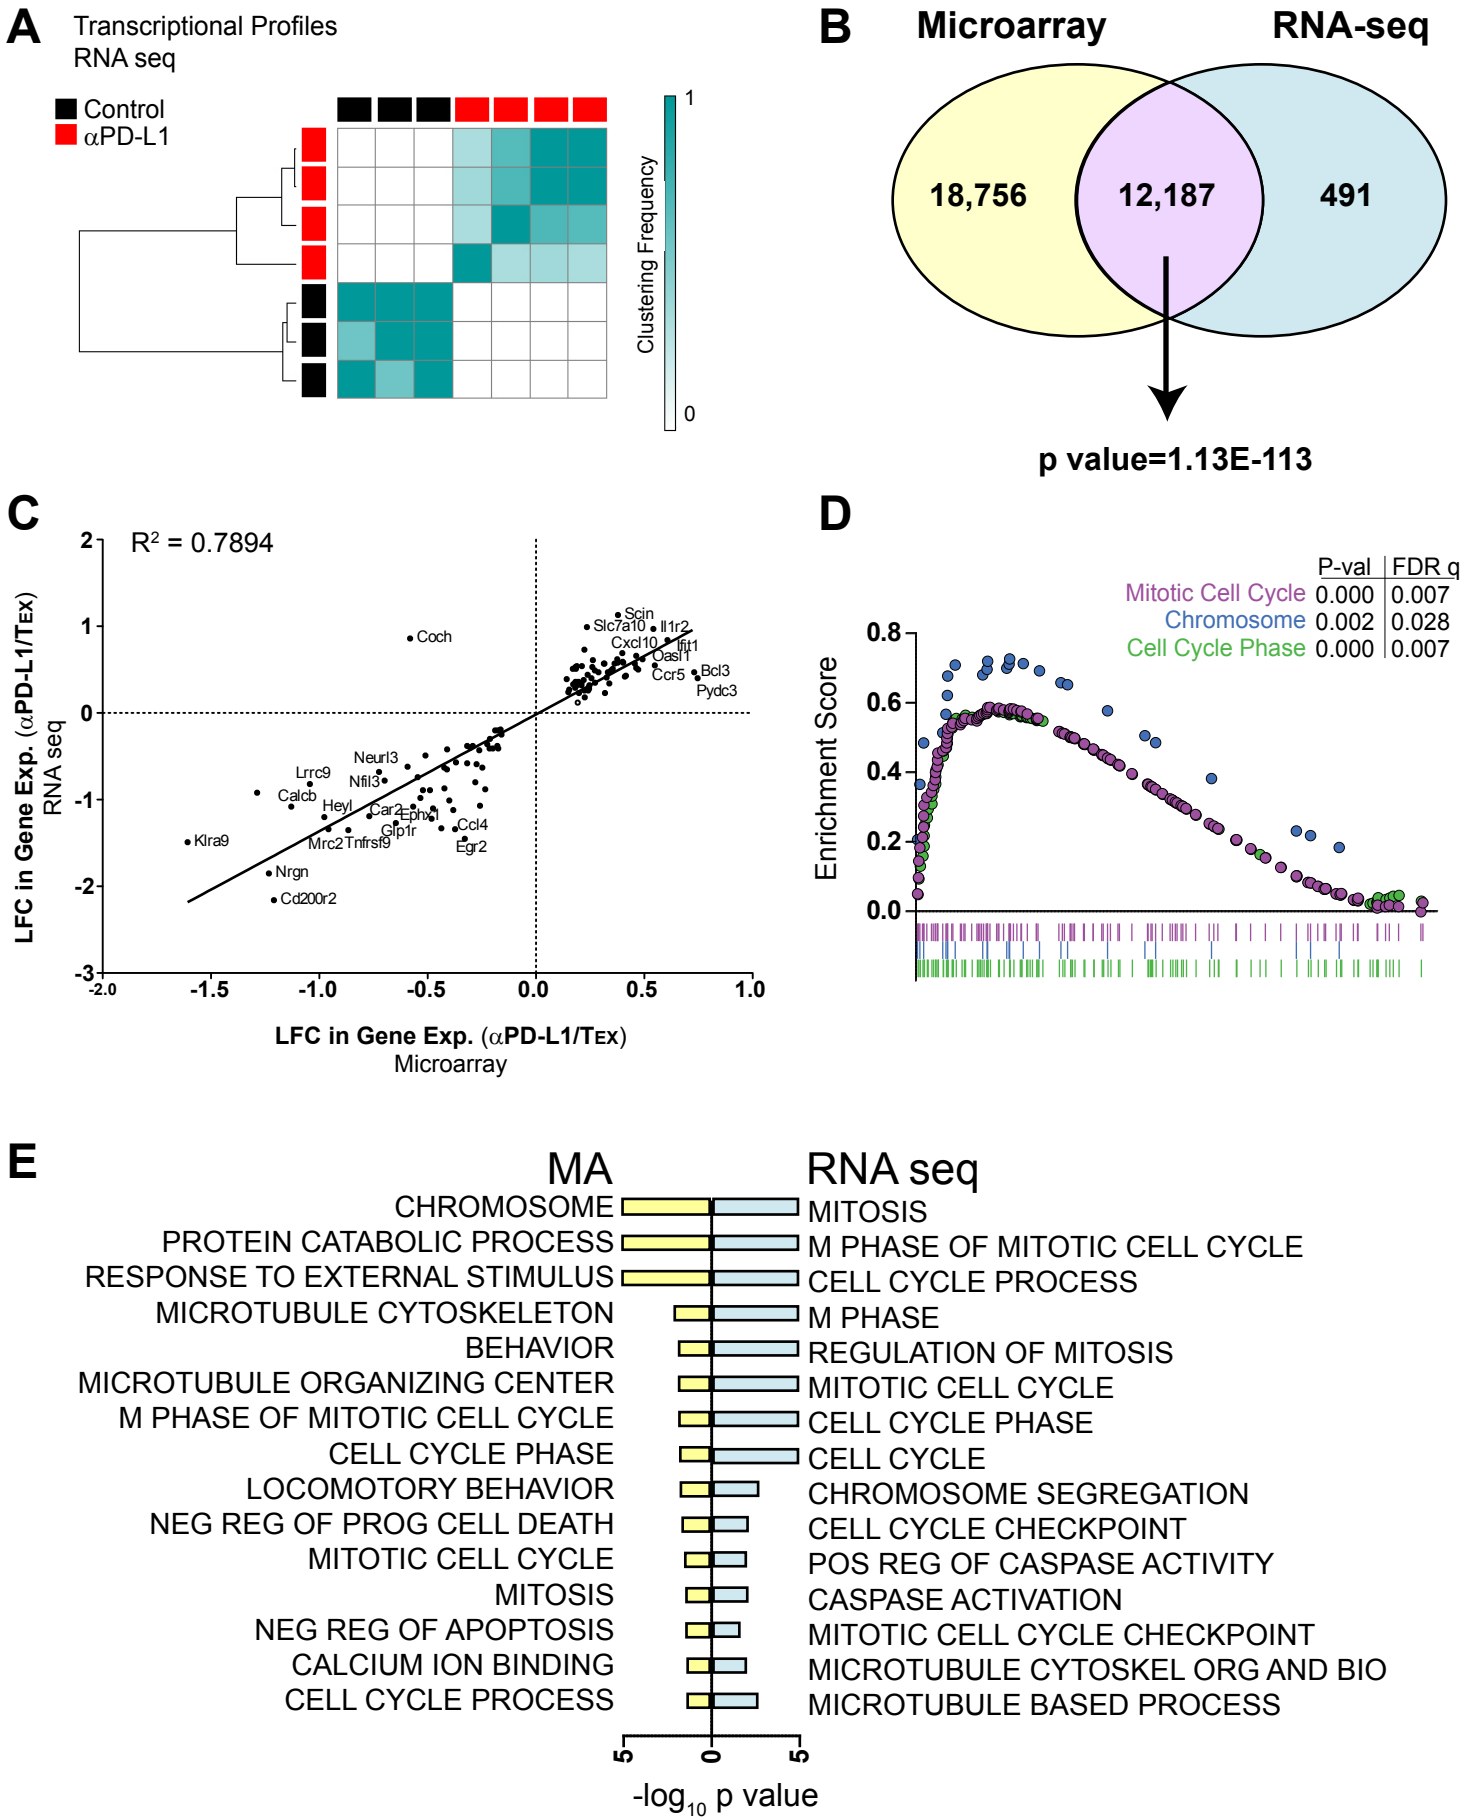 A
Transcriptional Profiles
RNA seq
Control
αPD-L1
1
Clustering Frequency
0
B
Microarray
RNA-seq
18,756
12,187
491
p value=1.13E-113
C
R² = 0.7894
LFC in Gene Exp. (αPD-L1/TEX)
RNA seq
2
1
0
-1
-2
-3
Scin
Slc7a10
Il1r2
Coch
Cxcl10
Ifit1
Oasl1
Ccr5
Bcl3
Pydc3
Neurl3
Lrrc9
Nfil3
Calcb
Heyl
Car2
Ephx1
Glp1r
Ccl4
Klra9
Mrc2
Tnfrsf9
Egr2
Nrgn
Cd200r2
-2.0
-1.5
-1.0
-0.5
0.0
0.5
1.0
LFC in Gene Exp. (αPD-L1/TEX)
Microarray
D
P-val FDR q
Mitotic Cell Cycle 0.000 0.007
Chromosome 0.002 0.028
Cell Cycle Phase 0.000 0.007
Enrichment Score
0.8
0.6
0.4
0.2
0.0
E
MA
RNA seq
CHROMOSOME
MITOSIS
PROTEIN CATABOLIC PROCESS
M PHASE OF MITOTIC CELL CYCLE
RESPONSE TO EXTERNAL STIMULUS
CELL CYCLE PROCESS
MICROTUBULE CYTOSKELETON
M PHASE
BEHAVIOR
REGULATION OF MITOSIS
MICROTUBULE ORGANIZING CENTER
MITOTIC CELL CYCLE
M PHASE OF MITOTIC CELL CYCLE
CELL CYCLE PHASE
CELL CYCLE PHASE
CELL CYCLE
LOCOMOTORY BEHAVIOR
CHROMOSOME SEGREGATION
NEG REG OF PROG CELL DEATH
CELL CYCLE CHECKPOINT
MITOTIC CELL CYCLE
POS REG OF CASPASE ACTIVITY
MITOSIS
CASPASE ACTIVATION
NEG REG OF APOPTOSIS
MITOTIC CELL CYCLE CHECKPOINT
CALCIUM ION BINDING
MICROTUBULE CYTOSKEL ORG AND BIO
CELL CYCLE PROCESS
MICROTUBULE BASED PROCESS
5
0
5
-log₁₀ p value